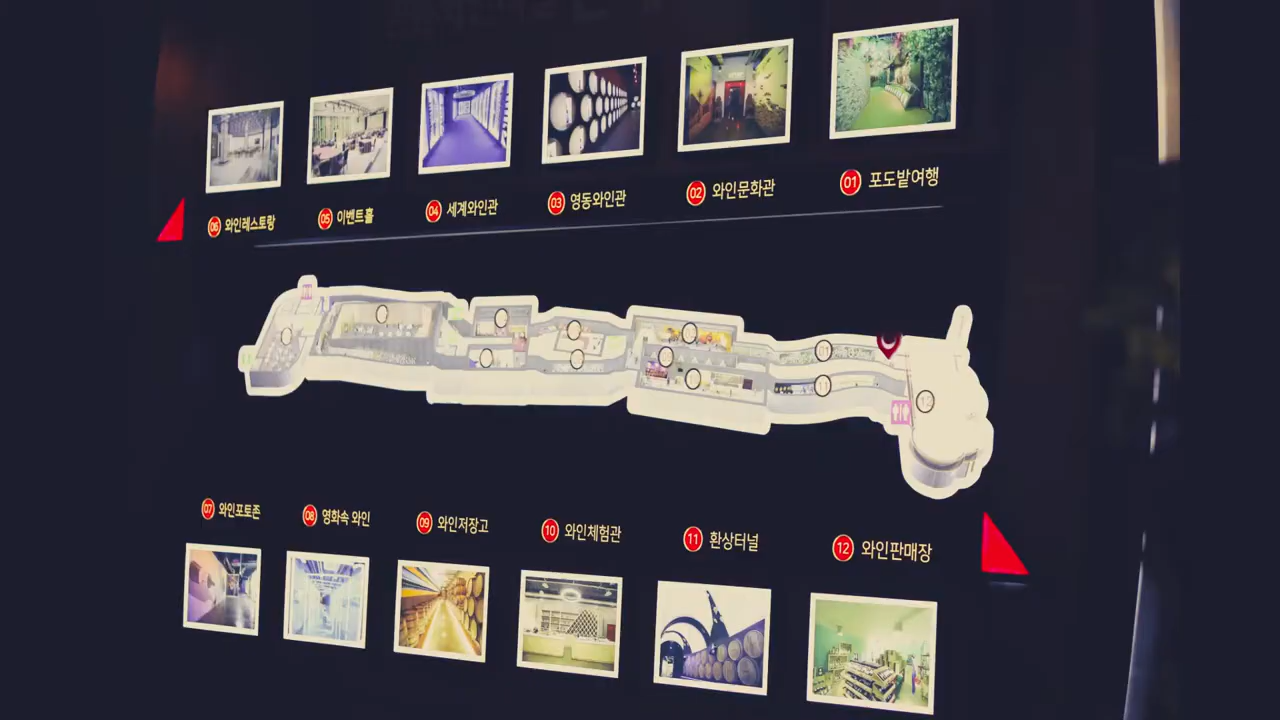 06 와인레스토랑
05 이벤트홀
04 세계와인관
03 영동와인관
02 와인문화관
01 포도밭여행
01
11
12
07 와인포토존
08 영화속 와인
09 와인저장고
10 와인체험관
11 환상터널
12 와인판매장